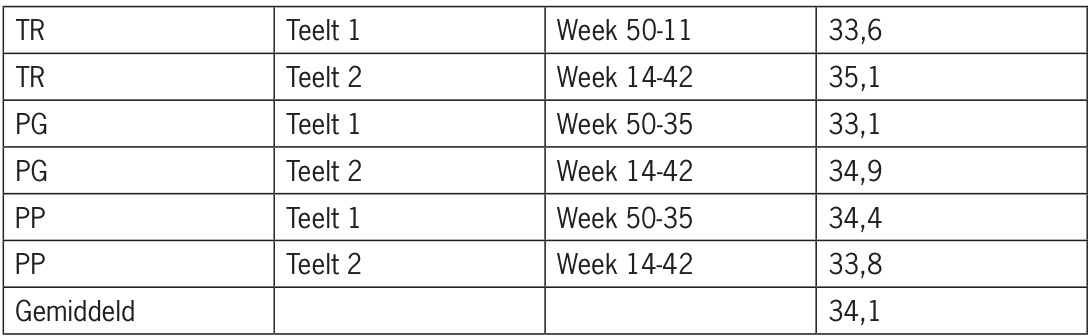 TR Teelt 1 Week 50-11 33,6
TR Teelt 2 Week 14-42 35,1
PG Teelt 1 Week 50-35 33,1
PG Teelt 2 Week 14-42 34,9
PP Teelt 1 Week 50-35 34,4
PP Teelt 2 Week 14-42 33,8
Gemiddeld 34,1